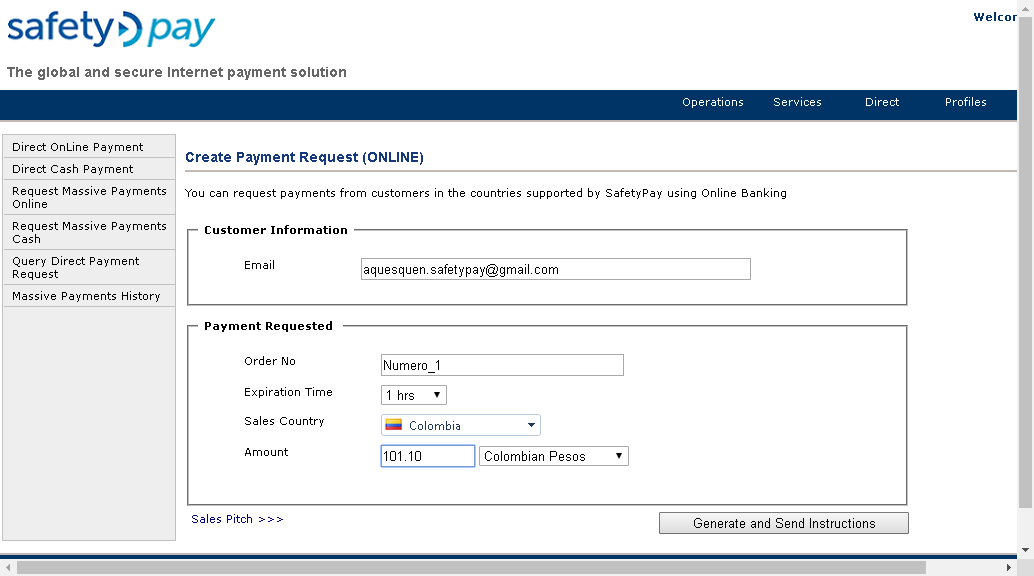 safetypay
Welcor
The global and secure Internet payment solution
Operations Services Direct Profiles
Direct OnLine Payment
Direct Cash Payment
Request Massive Payments
Online
Request Massive Payments
Cash
Query Direct Payment
Request
Massive Payments History
Create Payment Request (ONLINE)
You can request payments from customers in the countries supported by SafetyPay using Online Banking
Customer Information
Email aquesquen.safetypay@gmail.com
Payment Requested
Order No Numero_1
Expiration Time 1 hrs
Sales Country Colombia
Amount 101.10 Colombian Pesos
Sales Pitch >>>
Generate and Send Instructions